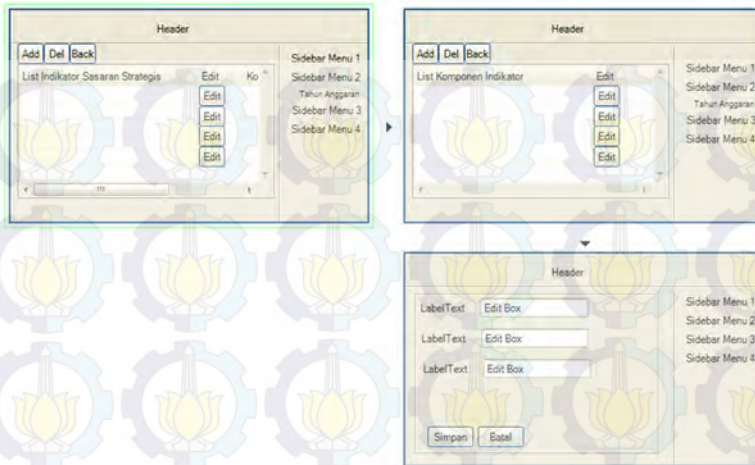 Header
Add Del Back
List Indikator Sasaran Strategis Edit Ko
Edit
Edit
Edit
Edit
Sidebar Menu 1
Sidebar Menu 2
Tahun Anggaran
Sidebar Menu 3
Sidebar Menu 4
Header
Add Del Back
List Komponen Indikator Edit
Edit
Edit
Edit
Edit
Sidebar Menu 1
Sidebar Menu 2
Tahun Anggaran
Sidebar Menu 3
Sidebar Menu 4
Header
LabelText Edit Box
LabelText Edit Box
LabelText Edit Box
Simpan Batal
Sidebar Menu 1
Sidebar Menu 2
Sidebar Menu 3
Sidebar Menu 4